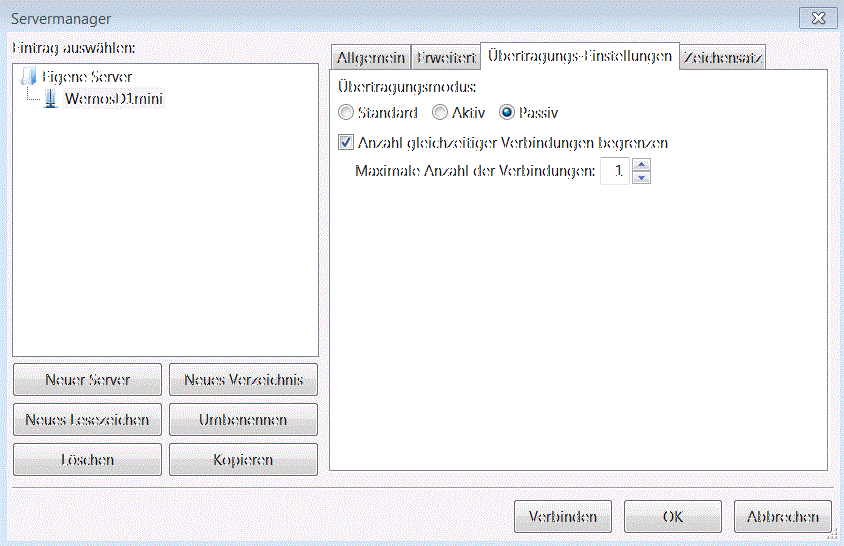 Servermanager
Eintrag auswählen:
Eigene Server
WemosD1mini
Neuer Server
Neues Verzeichnis
Neues Lesezeichen
Umbenennen
Löschen
Kopieren
Allgemein
Erweitert
Übertragungs-Einstellungen
Zeichensatz
Übertragungsmodus:
Standard
Aktiv
Passiv
Anzahl gleichzeitiger Verbindungen begrenzen
Maximale Anzahl der Verbindungen: 1
Verbinden
OK
Abbrechen